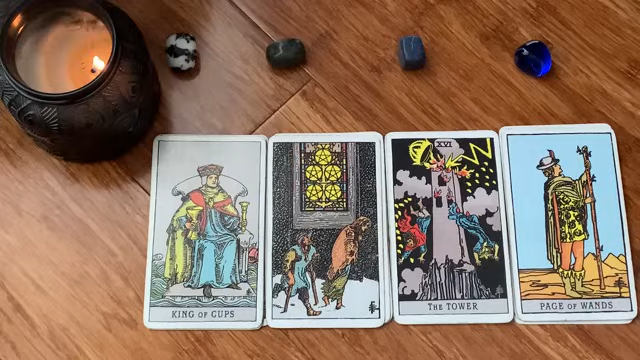 KING OF CUPS
XVI
THE TOWER
PAGE OF WANDS